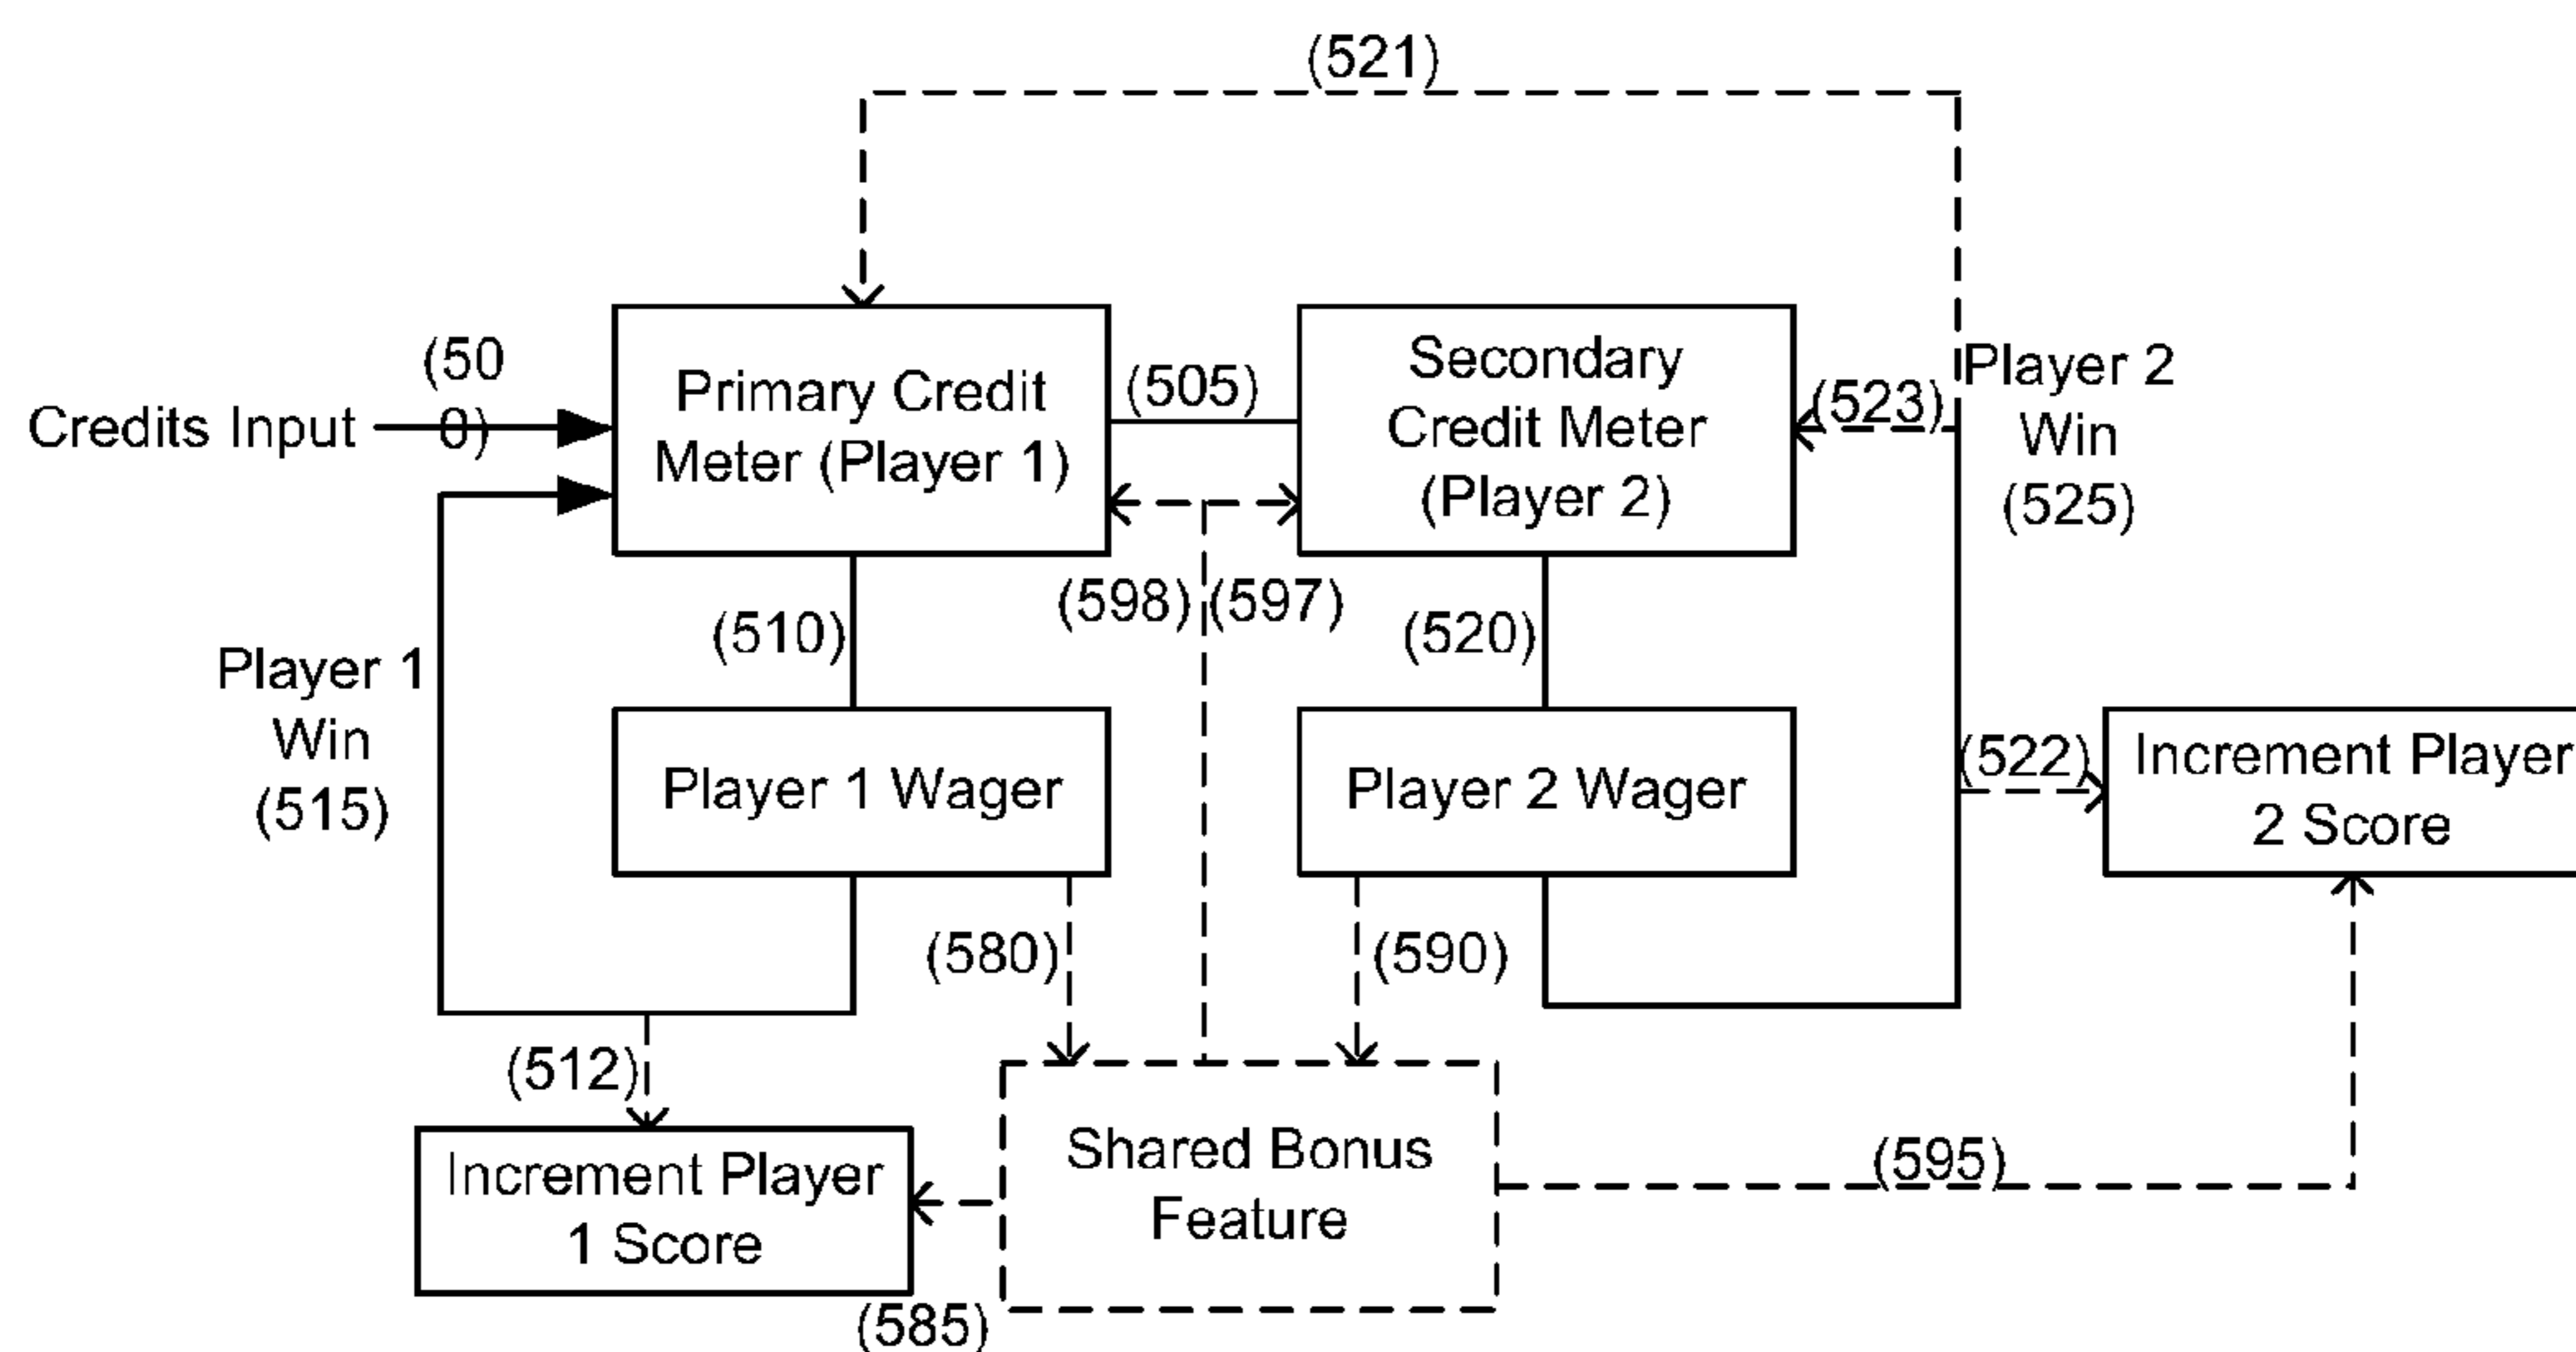 (521)
(50
0)
Credits Input
Primary Credit
Meter (Player 1)
(505)
Secondary
Credit Meter
(Player 2)
(523)
Player 2
Win
(525)
(598)
(597)
(510)
(520)
Player 1
Win
(515)
Player 1 Wager
Player 2 Wager
(522)
Increment Player
2 Score
(580)
(590)
(512)
Increment Player
1 Score
Shared Bonus
Feature
(595)
(585)